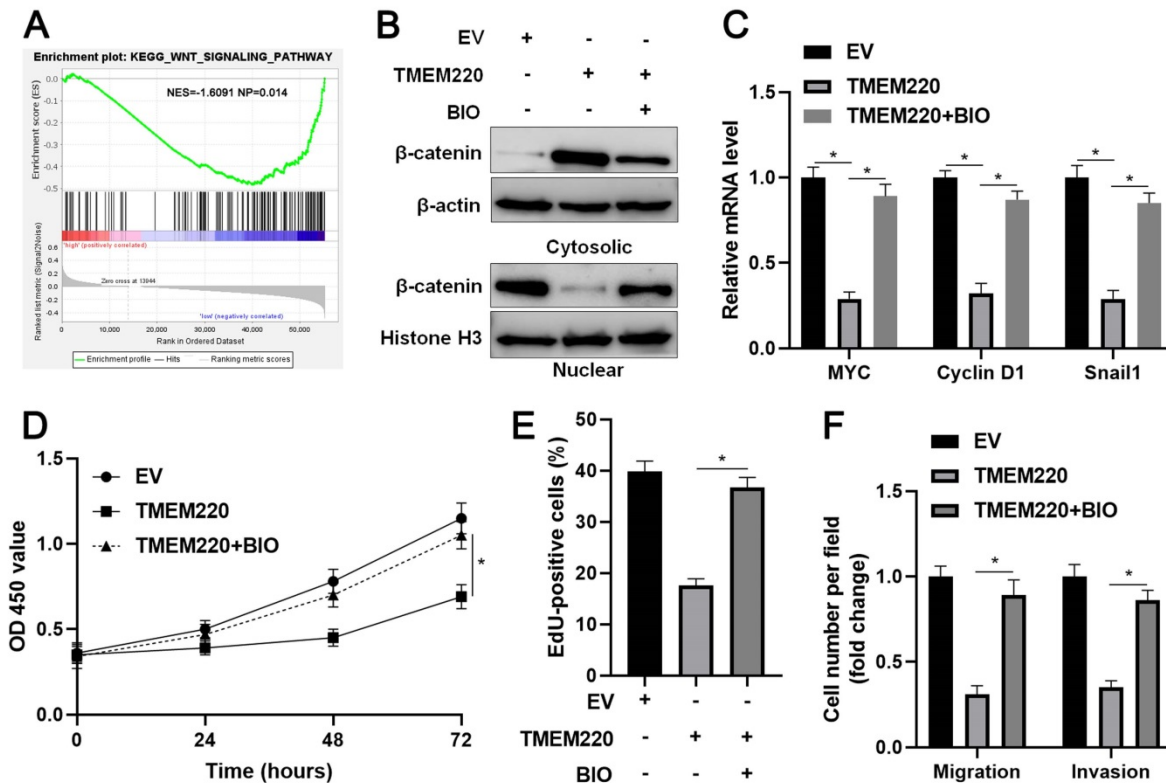 A
Enrichment plot: KEGG_WNT_SIGNALING_PATHWAY
NES=-1.6091 NP=0.014
Enrichment score (ES)
0.0
-0.1
-0.2
-0.3
-0.4
-0.5
'high' (positively correlated)
Ranked list metric (Signal2Noise)
0.6
0.4
0.2
0.0
-0.2
-0.4
Zero cross at 13944
'low' (negatively correlated)
0 10,000 20,000 30,000 40,000 50,000
Rank in Ordered Dataset
Enrichment profile Hits Ranking metric scores
B
EV + - -
TMEM220 - + +
BIO - - +
β-catenin
β-actin
Cytosolic
β-catenin
Histone H3
Nuclear
C
EV
TMEM220
TMEM220+BIO
Relative mRNA level
1.5
1.0
0.5
0.0
* * * * * *
MYC Cyclin D1 Snail1
D
EV
TMEM220
TMEM220+BIO
OD 450 value
1.5
1.0
0.5
0.0
*
0 24 48 72
Time (hours)
E
EdU-positive cells (%)
50
40
30
20
10
0
*
EV + - -
TMEM220 - + +
BIO - - +
F
EV
TMEM220
TMEM220+BIO
Cell number per field
(fold change)
1.5
1.0
0.5
0.0
* *
Migration Invasion